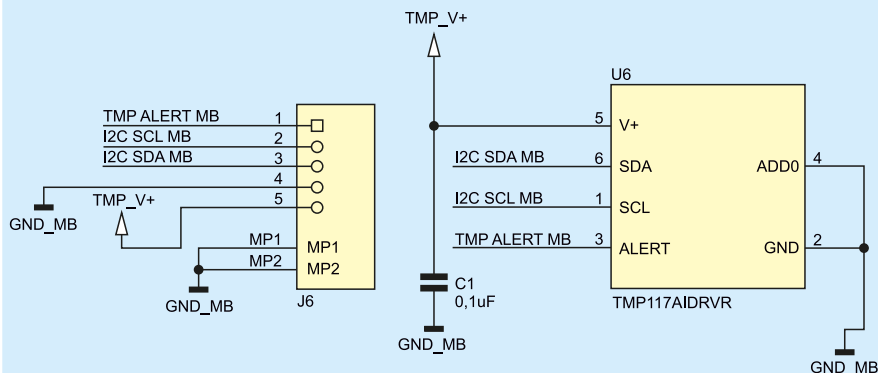 TMP_V+
U6
TMP ALERT MB 1
I2C SCL MB 2
I2C SDA MB 3
4
5
GND_MB
TMP_V+
MP1 MP1
MP2 MP2
GND_MB
J6
5 V+
I2C SDA MB 6 SDA
I2C SCL MB 1 SCL
TMP ALERT MB 3 ALERT
ADD0 4
GND 2
C1
0,1uF
GND_MB
TMP117AIDRVR
GND_MB